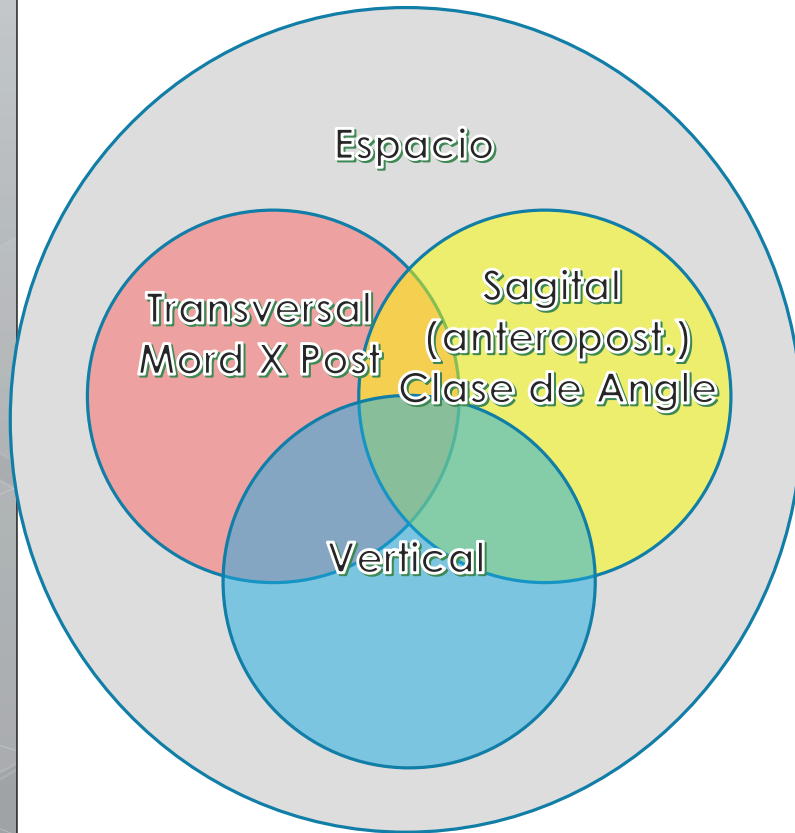 Espacio
Transversal
Mord X Post
Sagital
(anteropost.)
Clase de Angle
Vertical